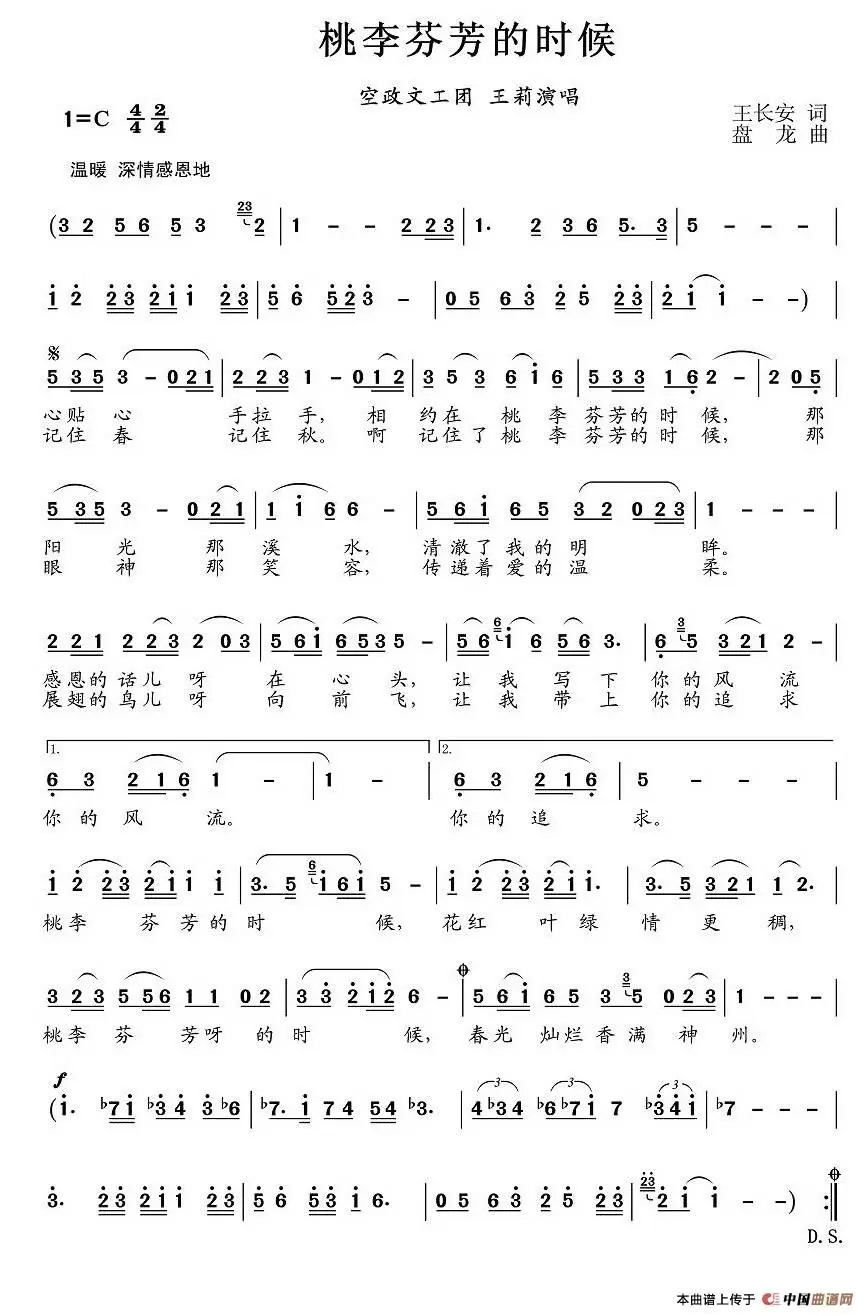 桃李芬芳的时候
空政文工团 王莉演唱
1=C 4/4 2/4
王长安 词
盘 龙 曲
温暖 深情感恩地
(3 2 5 6 5 3 23 2 | 1 - - 2 2 3 | 1. 2 3 6 5. 3 | 5 - - - |
1 2 2 3 2 1 1 2 3 | 5 6 5 2 3 - | 0 5 6 3 2 5 2 3 | 2 1 1 - -) |
5 3 5 3 - 0 2 1 | 2 2 3 1 - 0 1 2 | 3 5 3 6 1 6 | 5 3 3 1 6 2 - | 2 0 5 |
心贴心 手拉手,相约在桃李芬芳的时候,那
记住春 记住秋。啊记住了桃李芬芳的时候,那
5 3 5 3 - 0 2 1 | 1 1 6 6 - | 5 6 1 6 5 3 2 0 2 3 | 1 - - |
阳光那溪水,清澈了我的明眸。
眼神那笑容,传递着爱的温柔。
2 2 1 2 2 3 2 0 3 | 5 6 1 6 5 3 5 - | 5 6 6 1 6 5 6 3. | 6 3 5 3 2 1 2 - |
感恩的话儿呀在心头,让我写下你的风流
展翅的鸟儿呀向前飞,让我带上你的追求
1. 2.
6 3 2 1 6 1 - | 1 - - | 6 3 2 1 6 | 5 - - - |
你的风流。 你的追求。
1 2 2 3 2 1 1 1 | 3. 5 6 1 6 1 5 - | 1 2 2 3 2 1 1. | 3. 5 3 2 1 1 2. |
桃李芬芳的时候,花红叶绿情更稠,
3 2 3 5 5 6 1 1 0 2 | 3 3 2 1 2 6 - | 5 6 1 6 5 3 3 5 0 2 3 | 1 - - - |
桃李芬芳呀的时候,春光灿烂香满神州。
f
(1. ♭7 1 ♭3 4 3 ♭6 | ♭7. 1 7 4 5 4 ♭3. | 4 ♭3 4 ♭6 ♭7 1 7 ♭3 4 1 | ♭7 - - - |
3. 2 3 2 1 1 2 3 | 5 6 5 3 1 6. | 0 5 6 3 2 5 2 3 | 23 2 1 1 - -) :||
D.S.
本曲谱上传于 中国曲谱网